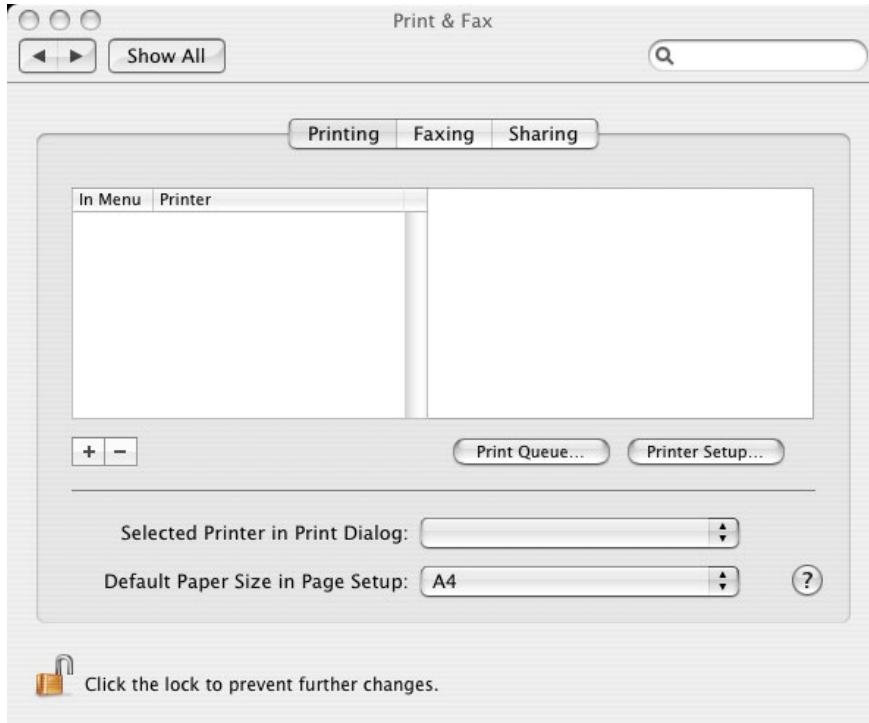 Print & Fax
Show All
Printing Faxing Sharing
In Menu Printer
+ −
Print Queue... Printer Setup...
Selected Printer in Print Dialog:
Default Paper Size in Page Setup: A4 ?
Click the lock to prevent further changes.